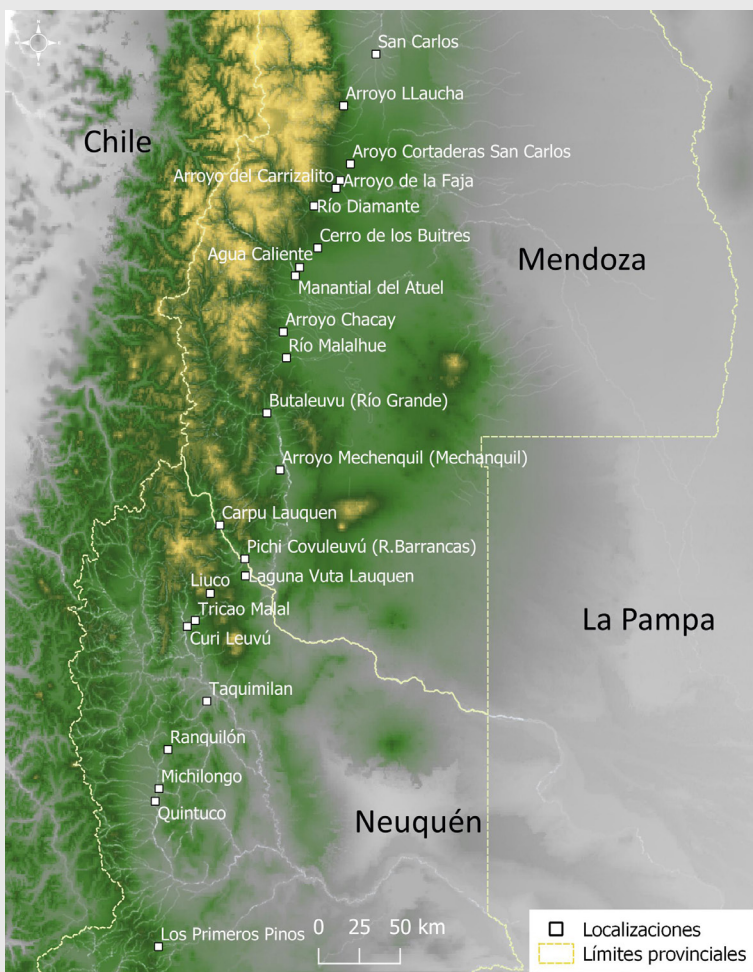 San Carlos
Arroyo LLaucha
Chile
Aroyo Cortaderas San Carlos
Arroyo del Carrizalito
Arroyo de la Faja
Río Diamante
Cerro de los Buitres
Agua Caliente
Mendoza
Manantial del Atuel
Arroyo Chacay
Río Malalhue
Butaleuvu (Río Grande)
Arroyo Mechenquil (Mechanquil)
Carpu Lauquen
Pichi Covuleuvú (R.Barrancas)
Laguna Vuta Lauquen
Liuco
Tricao Malal
La Pampa
Curi Leuvú
Taquimilan
Ranquilón
Michilongo
Quintuco
Neuquén
Los Primeros Pinos
0 25 50 km
Localizaciones
Límites provinciales